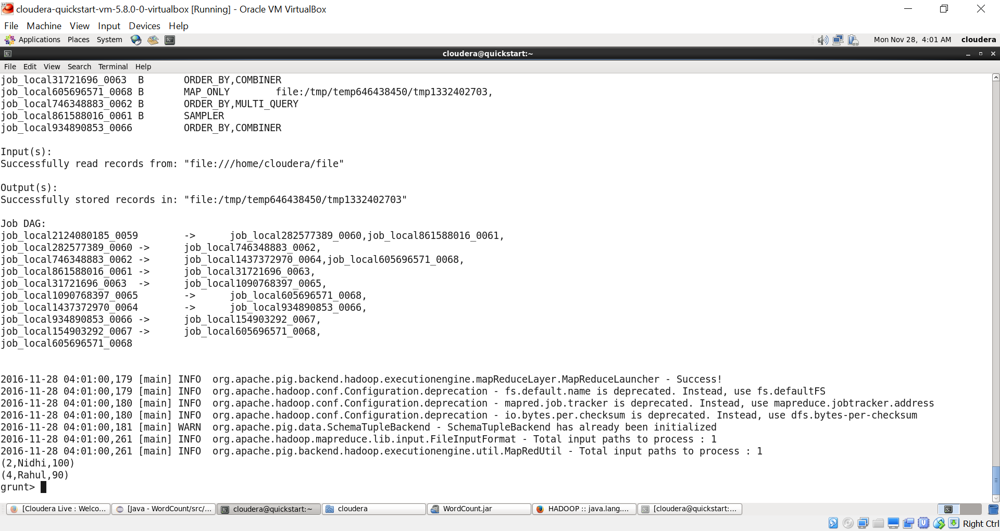 cloudera-quickstart-vm-5.8.0-0-virtualbox [Running] - Oracle VM VirtualBox
File Machine View Input Devices Help
Applications Places System Mon Nov 28, 4:01 AM cloudera
cloudera@quickstart:~
File Edit View Search Terminal Help
job_local31721696_0063 B ORDER_BY,COMBINER
job_local605696571_0068 B MAP_ONLY file:/tmp/temp646438450/tmp1332402703,
job_local746348883_0062 B ORDER_BY,MULTI_QUERY
job_local861588016_0061 B SAMPLER
job_local934890853_0066 ORDER_BY,COMBINER
Input(s):
Successfully read records from: "file:///home/cloudera/file"
Output(s):
Successfully stored records in: "file:/tmp/temp646438450/tmp1332402703"
Job DAG:
job_local2124080185_0059 -> job_local282577389_0060,job_local861588016_0061,
job_local282577389_0060 -> job_local746348883_0062,
job_local746348883_0062 -> job_local1437372970_0064,job_local605696571_0068,
job_local861588016_0061 -> job_local31721696_0063,
job_local31721696_0063 -> job_local1090768397_0065,
job_local1090768397_0065 -> job_local605696571_0068,
job_local1437372970_0064 -> job_local934890853_0066,
job_local934890853_0066 -> job_local154903292_0067,
job_local154903292_0067 -> job_local605696571_0068,
job_local605696571_0068
2016-11-28 04:01:00,179 [main] INFO org.apache.pig.backend.hadoop.executionengine.mapReduceLayer.MapReduceLauncher - Success!
2016-11-28 04:01:00,179 [main] INFO org.apache.hadoop.conf.Configuration.deprecation - fs.default.name is deprecated. Instead, use fs.defaultFS
2016-11-28 04:01:00,180 [main] INFO org.apache.hadoop.conf.Configuration.deprecation - mapred.job.tracker is deprecated. Instead, use mapreduce.jobtracker.address
2016-11-28 04:01:00,180 [main] INFO org.apache.hadoop.conf.Configuration.deprecation - io.bytes.per.checksum is deprecated. Instead, use dfs.bytes-per-checksum
2016-11-28 04:01:00,181 [main] WARN org.apache.pig.data.SchemaTupleBackend - SchemaTupleBackend has already been initialized
2016-11-28 04:01:00,261 [main] INFO org.apache.hadoop.mapreduce.lib.input.FileInputFormat - Total input paths to process : 1
2016-11-28 04:01:00,261 [main] INFO org.apache.pig.backend.hadoop.executionengine.util.MapRedUtil - Total input paths to process : 1
(2,Nidhi,100)
(4,Rahul,90)
grunt>
[Cloudera Live : Welco... [Java - WordCount/src/... cloudera@quickstart:~ cloudera WordCount.jar HADOOP :: java.lang.... [cloudera@quickstart:...
Right Ctrl